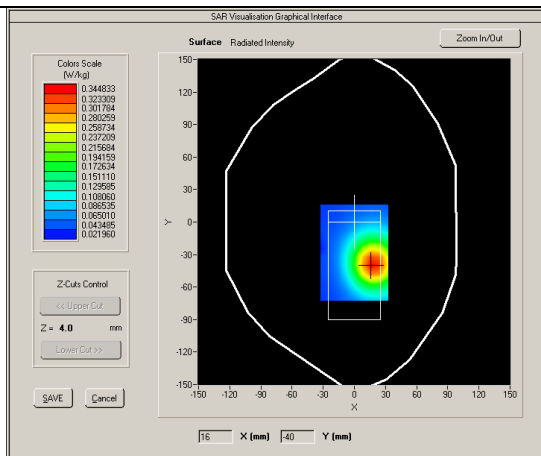 SAR Visualisation Graphical Interface
Surface Radiated Intensity
Zoom In/Out
Colors Scale
(W/kg)
0.344833
0.323309
0.301784
0.280259
0.258734
0.237209
0.215684
0.194159
0.172634
0.151110
0.129585
0.108060
0.086535
0.065010
0.043485
0.021960
Z-Cuts Control
<< Upper Cut
Z = 4.0 mm
Lower Cut >>
SAVE Cancel
150-
120-
90-
60-
30-
0-
-30-
-60-
-90-
-120-
-150-
Y
-150 -120 -90 -60 -30 0 30 60 90 120 150
X
16 X (mm) -40 Y (mm)